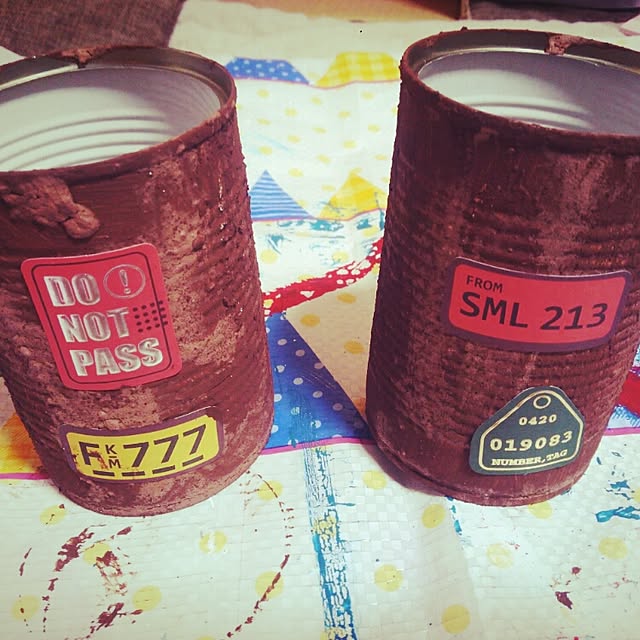 DO !
NOT
PASS
F KM 777
FROM
SML 213
0420
019083
NUMBER,TAG